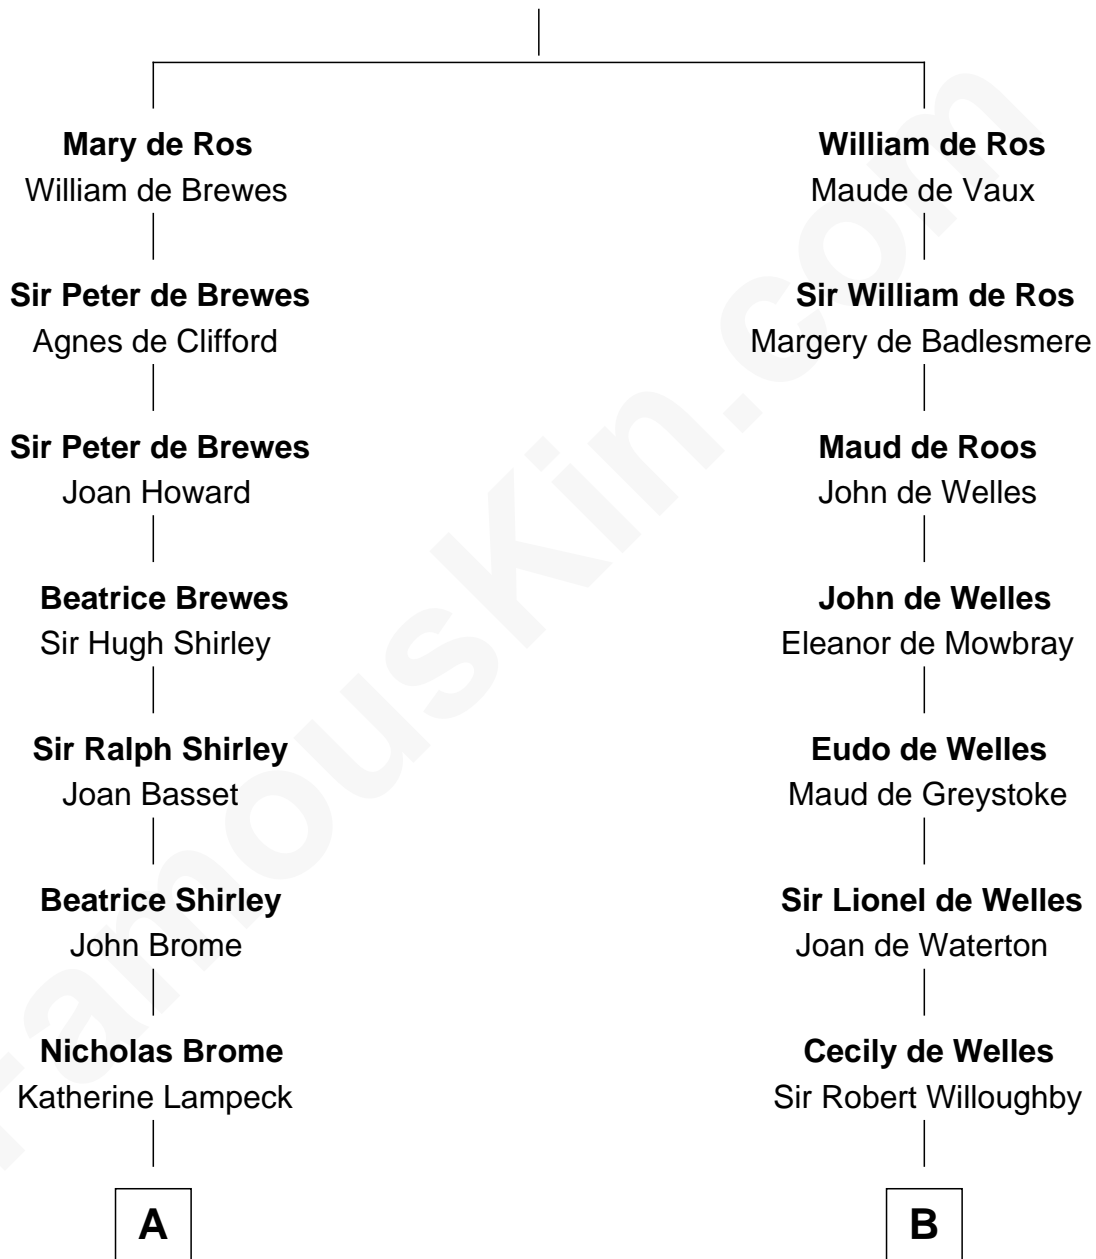 Mary de Ros
William de Brewes
Sir Peter de Brewes
Agnes de Clifford
Sir Peter de Brewes
Joan Howard
Beatrice Brewes
Sir Hugh Shirley
Sir Ralph Shirley
Joan Basset
Beatrice Shirley
John Brome
Nicholas Brome
Katherine Lampeck
A
William de Ros
Maude de Vaux
Sir William de Ros
Margery de Badlesmere
Maud de Roos
John de Welles
John de Welles
Eleanor de Mowbray
Eudo de Welles
Maud de Greystoke
Sir Lionel de Welles
Joan de Waterton
Cecily de Welles
Sir Robert Willoughby
B
FamousKin.com